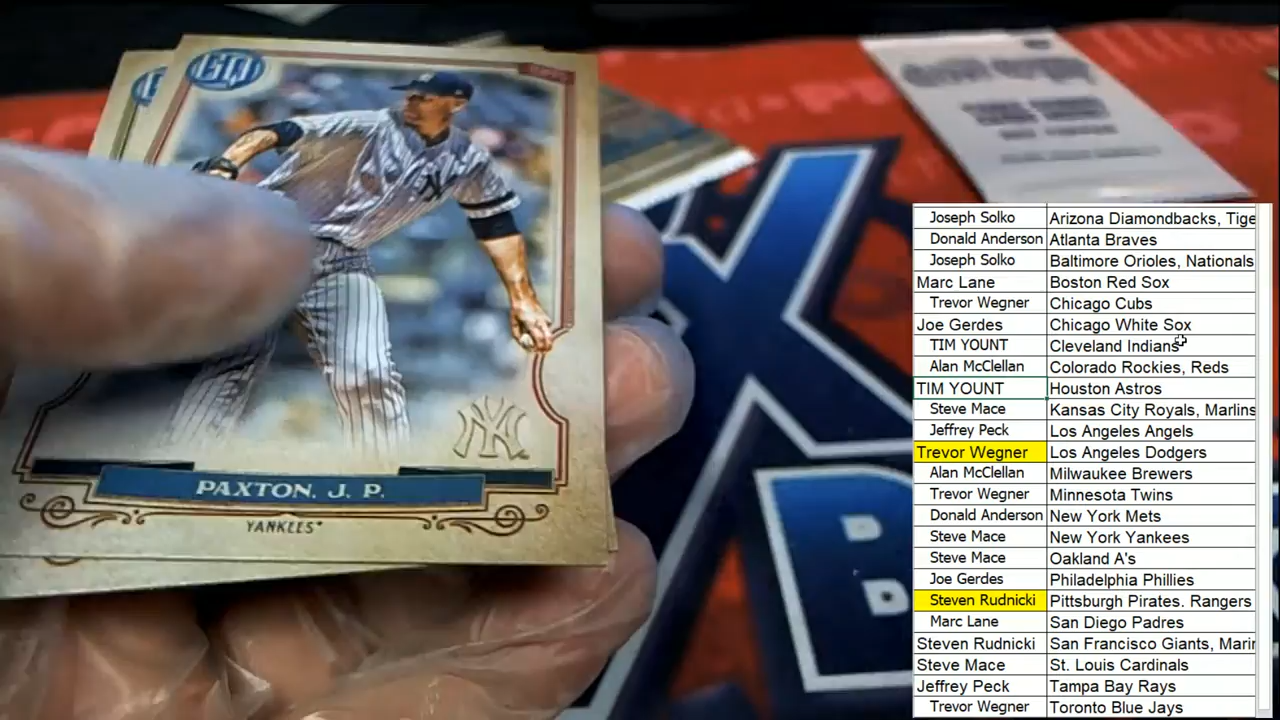 GQ
TOPPS
NY
PAXTON, J. P.
YANKEES
Joseph Solko Arizona Diamondbacks, Tige
Donald Anderson Atlanta Braves
Joseph Solko Baltimore Orioles, Nationals
Marc Lane Boston Red Sox
Trevor Wegner Chicago Cubs
Joe Gerdes Chicago White Sox
TIM YOUNT Cleveland Indians
Alan McClellan Colorado Rockies, Reds
TIM YOUNT Houston Astros
Steve Mace Kansas City Royals, Marlins
Jeffrey Peck Los Angeles Angels
Trevor Wegner Los Angeles Dodgers
Alan McClellan Milwaukee Brewers
Trevor Wegner Minnesota Twins
Donald Anderson New York Mets
Steve Mace New York Yankees
Steve Mace Oakland A's
Joe Gerdes Philadelphia Phillies
Steven Rudnicki Pittsburgh Pirates. Rangers
Marc Lane San Diego Padres
Steven Rudnicki San Francisco Giants, Marin
Steve Mace St. Louis Cardinals
Jeffrey Peck Tampa Bay Rays
Trevor Wegner Toronto Blue Jays